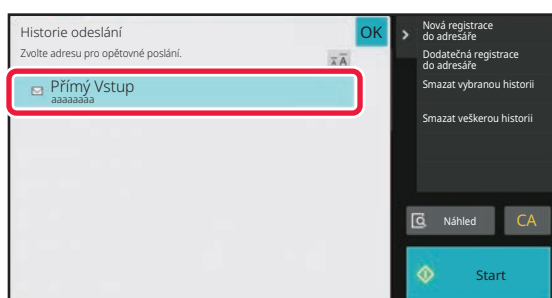 Historie odeslání
OK
Zvolte adresu pro opětovné poslání.
A A
Přímý Vstup
aaaaaaaa
Nová registrace
do adresáře
Dodatečná registrace
do adresáře
Smazat vybranou historii
Smazat veškerou historii
Náhled
CA
Start